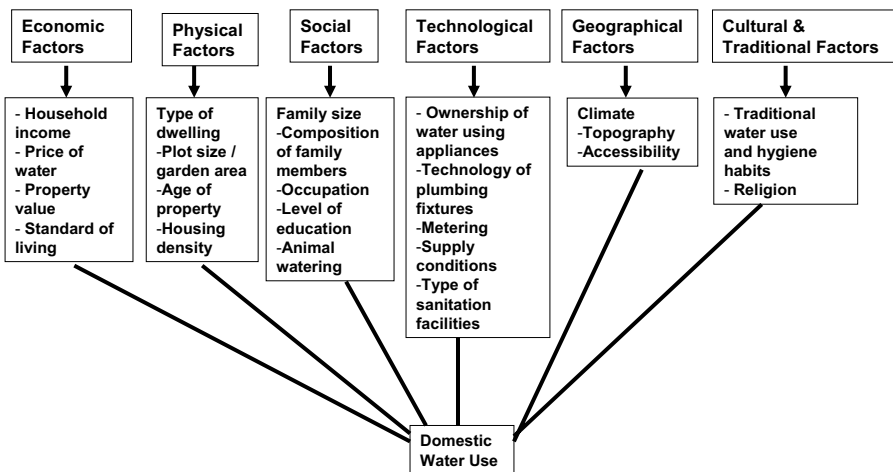 Economic
Factors
Physical
Factors
Social
Factors
Technological
Factors
Geographical
Factors
Cultural &
Traditional Factors
- Household
income
- Price of
water
- Property
value
- Standard of
living
Type of
dwelling
-Plot size /
garden area
-Age of
property
-Housing
density
Family size
-Composition
of family
members
-Occupation
-Level of
education
-Animal
watering
- Ownership of
water using
appliances
-Technology of
plumbing
fixtures
-Metering
-Supply
conditions
-Type of
sanitation
facilities
Climate
-Topography
-Accessibility
- Traditional
water use
and hygiene
habits
- Religion
Domestic
Water Use